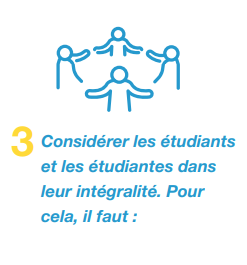 3 Considérer les étudiants
et les étudiantes dans
leur intégralité. Pour
cela, il faut :